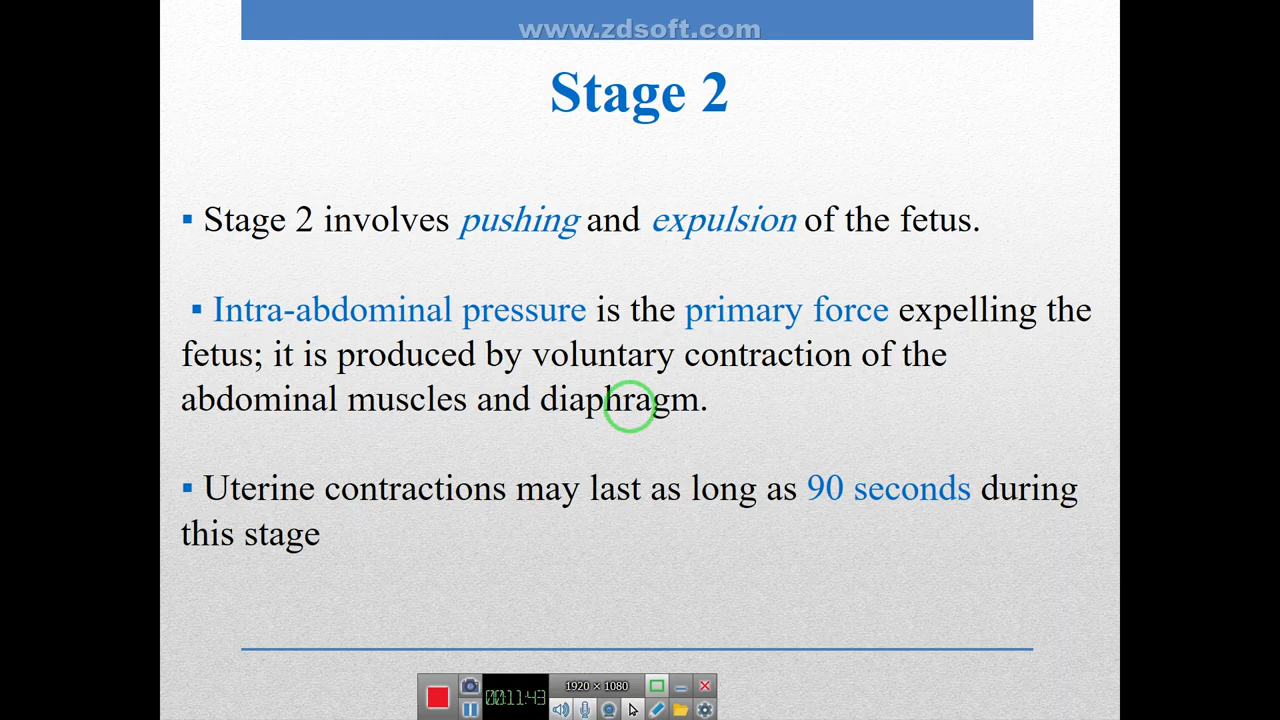 www.zdsoft.com
Stage 2
▪ Stage 2 involves pushing and expulsion of the fetus.
▪ Intra-abdominal pressure is the primary force expelling the
fetus; it is produced by voluntary contraction of the
abdominal muscles and diaphragm.
▪ Uterine contractions may last as long as 90 seconds during
this stage
00:11:43
1920 × 1080